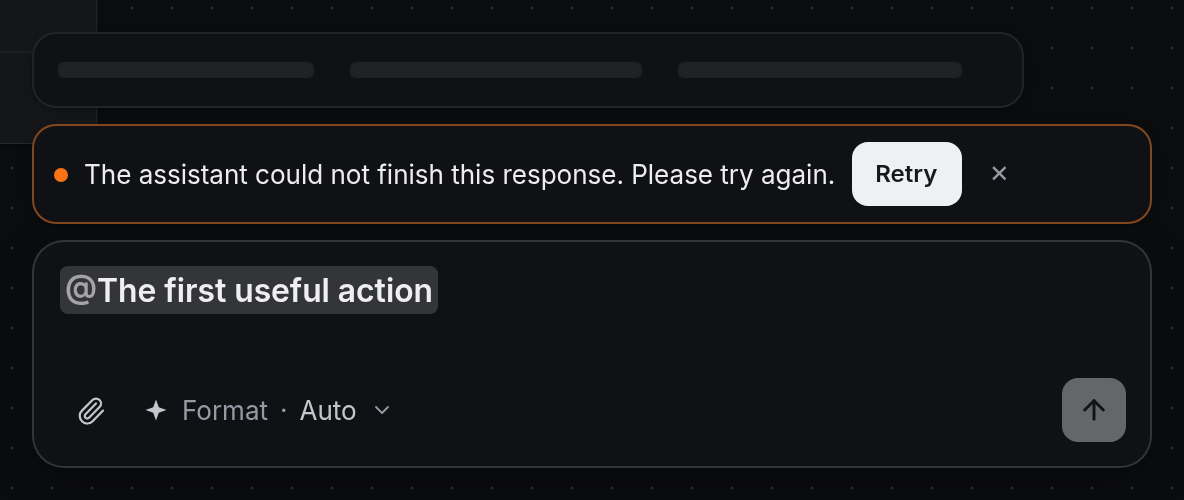 The assistant could not finish this response. Please try again. Retry ×
@The first useful action
Format · Auto